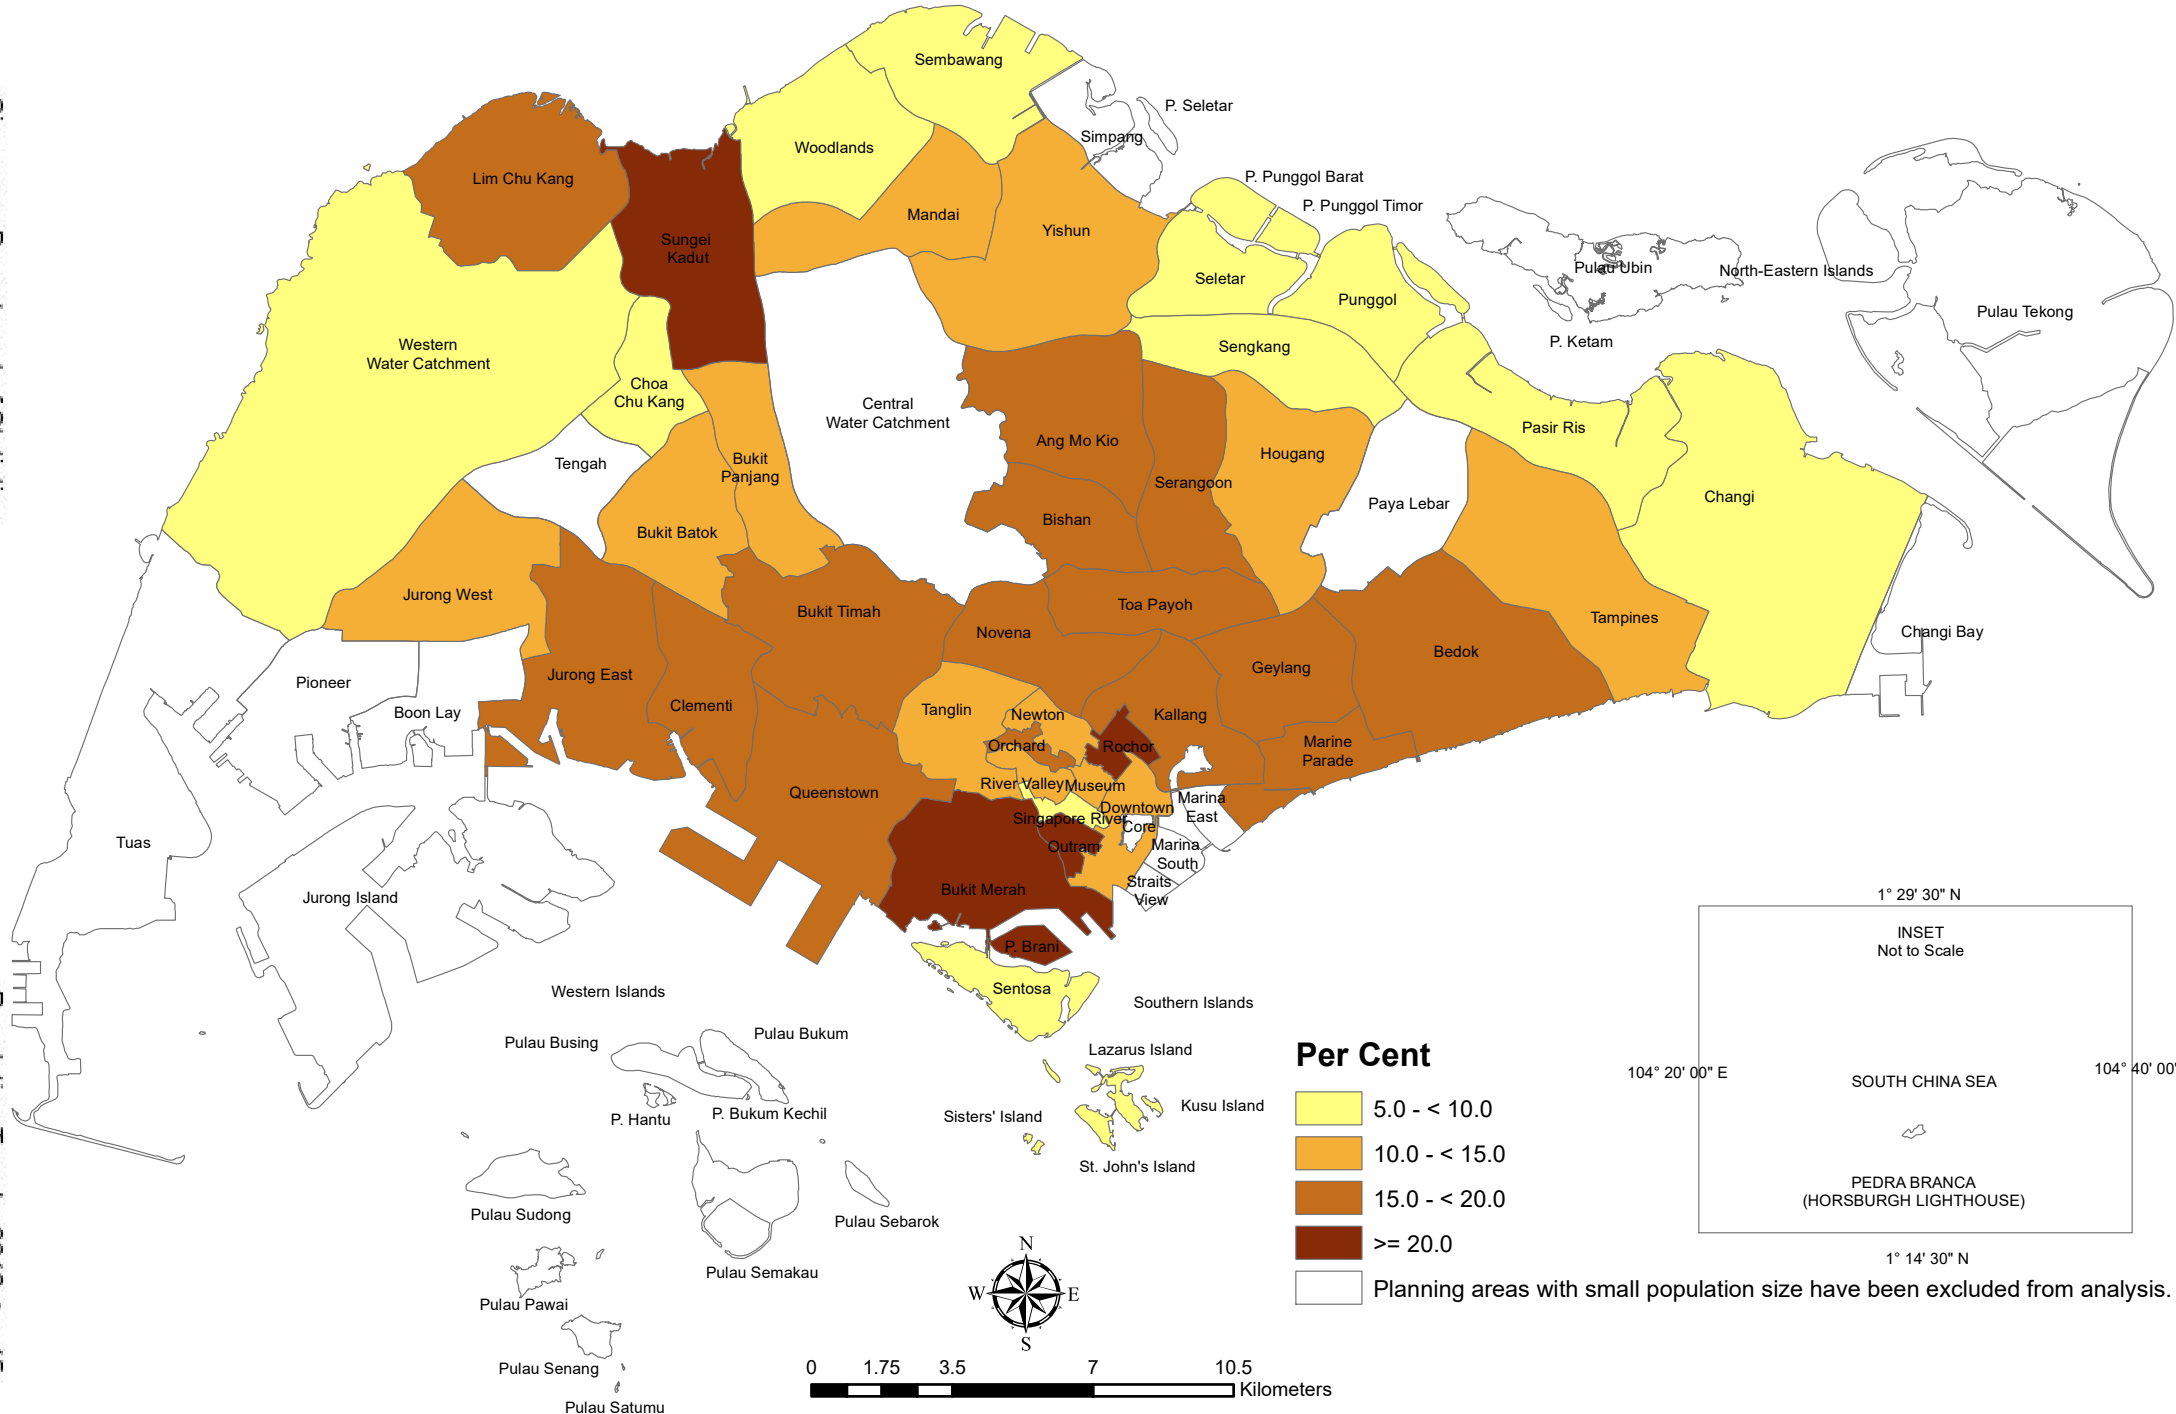 Sembawang
P. Seletar
Simpang
Woodlands
Lim Chu Kang
P. Punggol Barat
P. Punggol Timor
Mandai
Yishun
Sungei
Kadut
Pulau Ubin
North-Eastern Islands
Seletar
Punggol
Pulau Tekong
P. Ketam
Western
Water Catchment
Sengkang
Choa
Chu Kang
Central
Water Catchment
Pasir Ris
Ang Mo Kio
Hougang
Tengah
Bukit
Panjang
Serangoon
Paya Lebar
Changi
Bishan
Bukit Batok
Jurong West
Bukit Timah
Toa Payoh
Tampines
Novena
Changi Bay
Bedok
Geylang
Jurong East
Pioneer
Clementi
Tanglin
Boon Lay
Newton
Kallang
Orchard
Rochor
Marine
Parade
River Valley
Museum
Queenstown
Marina
East
Downtown
Core
Singapore River
Tuas
Outram
Marina
South
Straits
View
Bukit Merah
Jurong Island
P. Brani
Sentosa
Western Islands
Southern Islands
Pulau Bukum
Pulau Busing
Lazarus Island
P. Hantu
P. Bukum Kechil
Sisters' Island
Kusu Island
St. John's Island
Pulau Sudong
Pulau Sebarok
Pulau Semakau
Pulau Pawai
Pulau Senang
Pulau Satumu
N
W
E
S
0
1.75
3.5
7
10.5
Kilometers
Per Cent
5.0 - < 10.0
10.0 - < 15.0
15.0 - < 20.0
>= 20.0
Planning areas with small population size have been excluded from analysis.
1° 29' 30" N
INSET
Not to Scale
104° 20' 00" E
104° 40' 00"
SOUTH CHINA SEA
PEDRA BRANCA
(HORSBURGH LIGHTHOUSE)
1° 14' 30" N